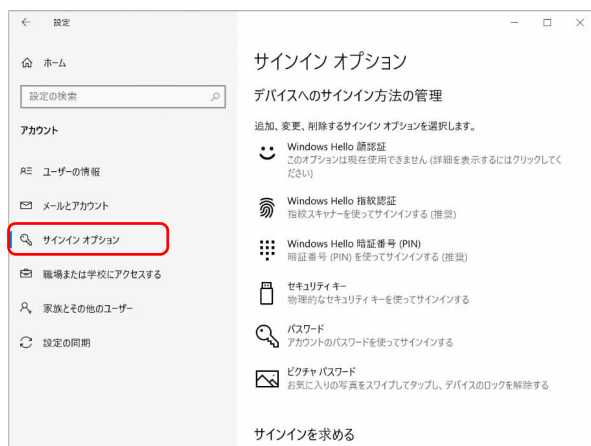 設定
ホーム
設定の検索
アカウント
ユーザーの情報
メールとアカウント
サインイン オプション
職場または学校にアクセスする
家族とその他のユーザー
設定の同期
サインイン オプション
デバイスへのサインイン方法の管理
追加、変更、削除するサインイン オプションを選択します。
Windows Hello 顔認証
このオプションは現在使用できません (詳細を表示するにはクリックしてく
ださい)
Windows Hello 指紋認証
指紋スキャナーを使ってサインインする (推奨)
Windows Hello 暗証番号 (PIN)
暗証番号 (PIN) を使ってサインインする (推奨)
セキュリティ キー
物理的なセキュリティ キーを使ってサインインする
パスワード
アカウントのパスワードを使ってサインインする
ピクチャ パスワード
お気に入りの写真をスワイプしてタップし、デバイスのロックを解除する
サインインを求める